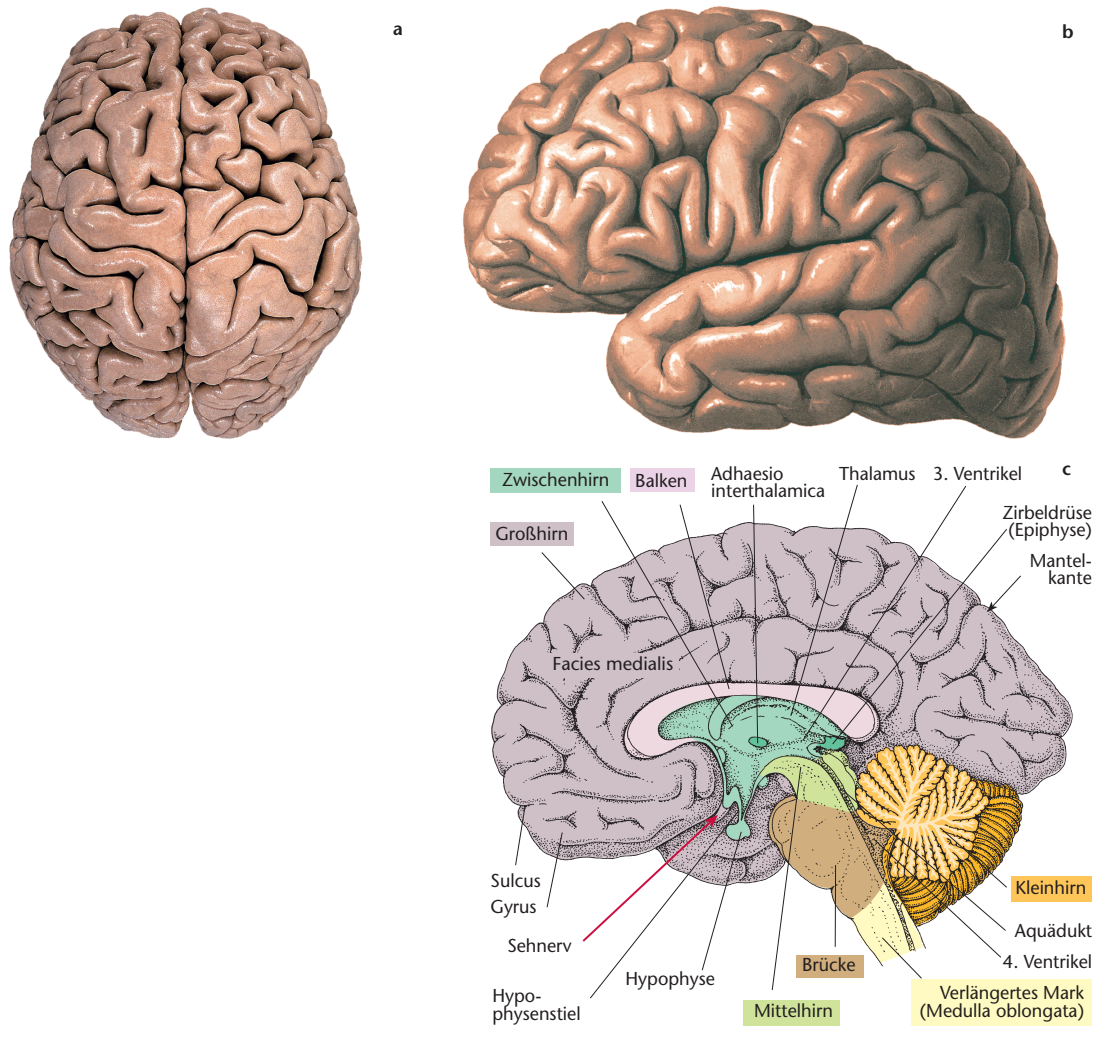 a
b
c
Zwischenhirn
Balken
Adhaesio
interthalamica
Thalamus
3. Ventrikel
Zirbeldrüse
(Epiphyse)
Großhirn
Mantel-
kante
Facies medialis
Sulcus
Gyrus
Sehnerv
Hypo-
physenstiel
Hypophyse
Mittelhirn
Brücke
Kleinhirn
Aquädukt
4. Ventrikel
Verlängertes Mark
(Medulla oblongata)